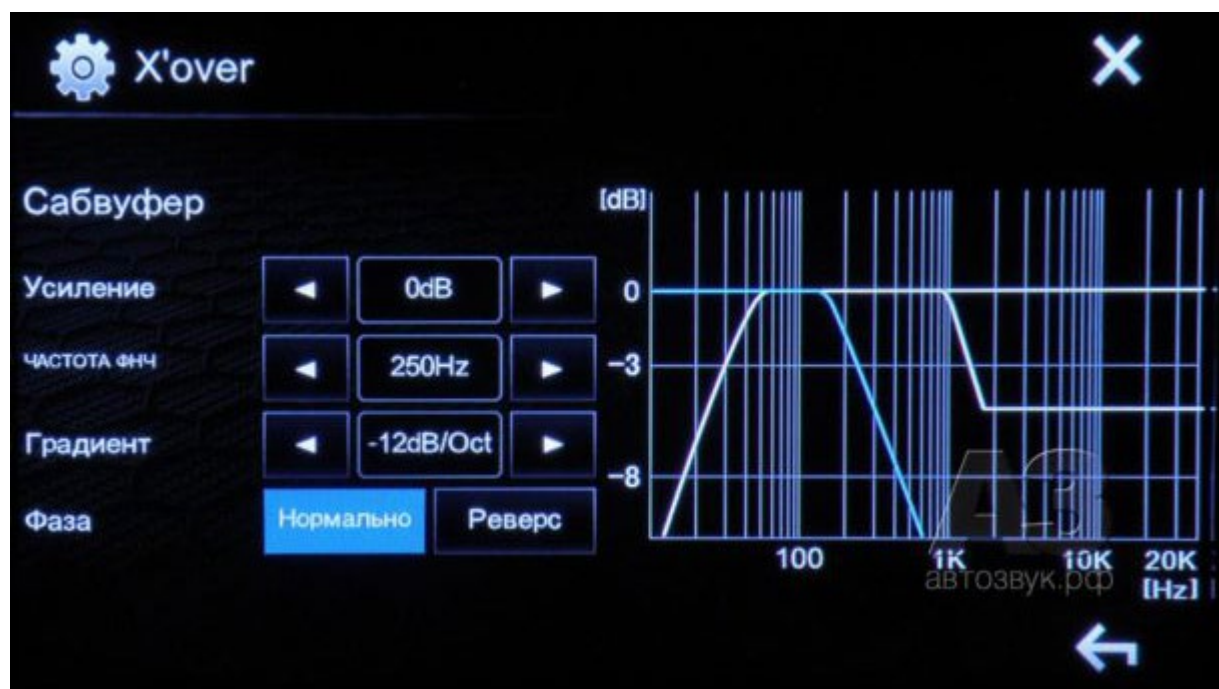 X'over
Сабвуфер
Усиление
0dB
ЧАСТОТА ФНЧ
250Hz
Градиент
-12dB/Oct
Фаза
Нормально
Реверс
[dB]
0
-3
-8
100
1K
10K
20K
[Hz]
АЗ
автозвук.рф